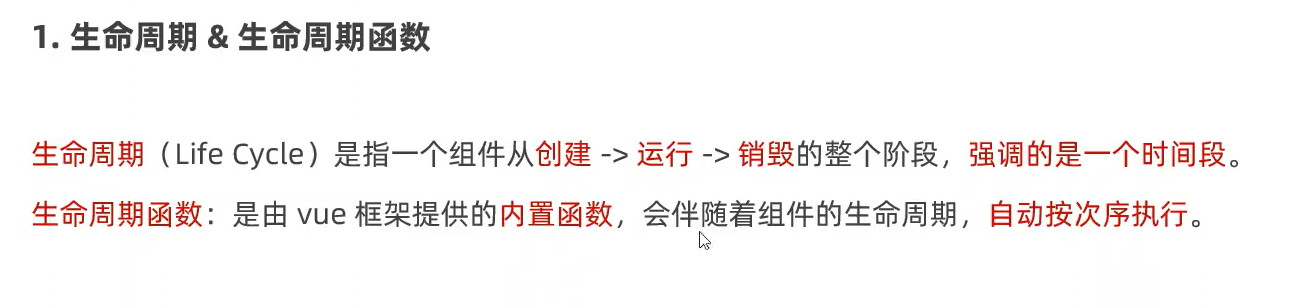 1. 生命周期 & 生命周期函数
生命周期（Life Cycle）是指一个组件从创建 -> 运行 -> 销毁的整个阶段，强调的是一个时间段。
生命周期函数：是由 vue 框架提供的内置函数，会伴随着组件的生命周期，自动按次序执行。